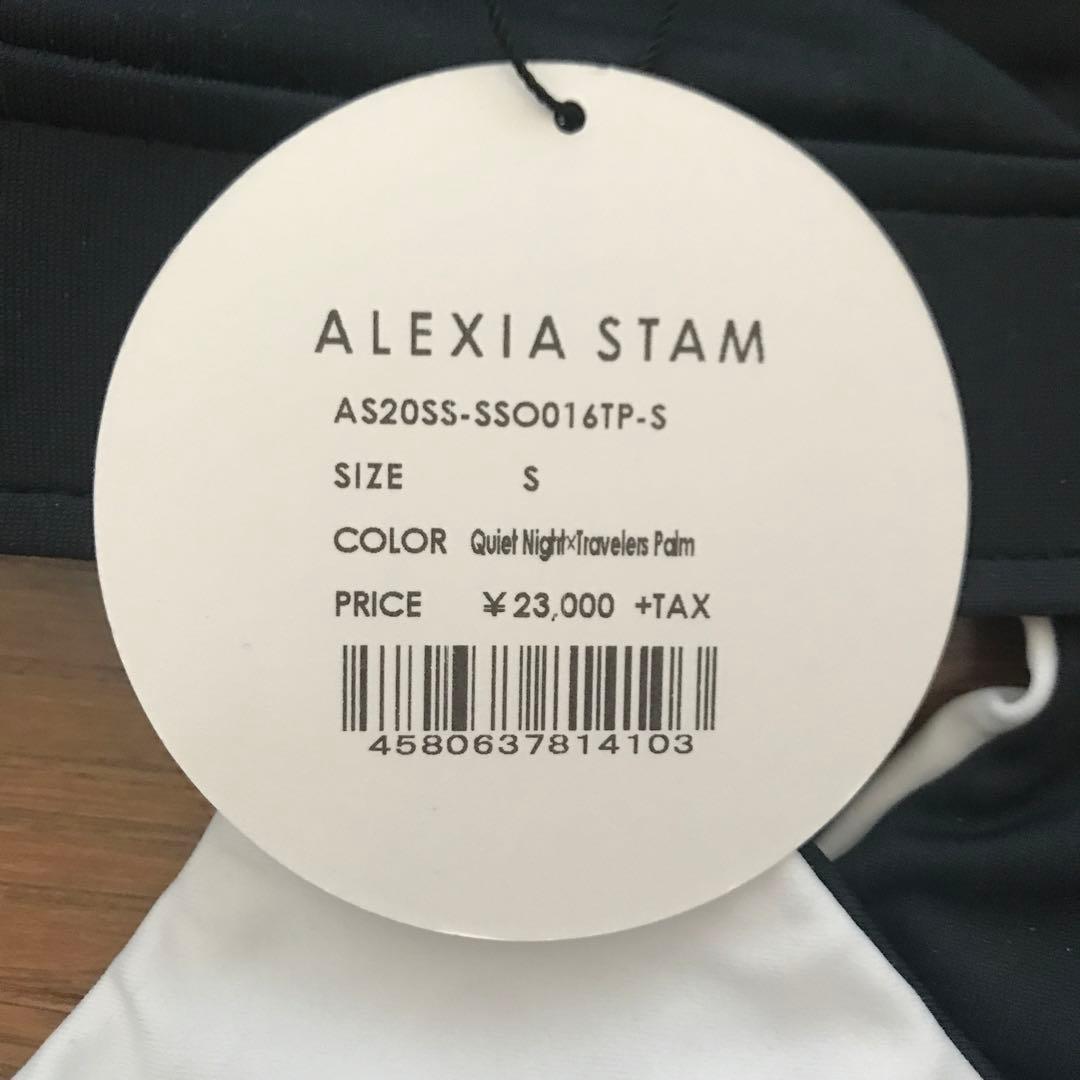 ALEXIA STAM
AS20SS-SSO016TP-S
SIZE S
COLOR Quiet Night×Travelers Palm
PRICE ¥23,000 +TAX
4580637814103